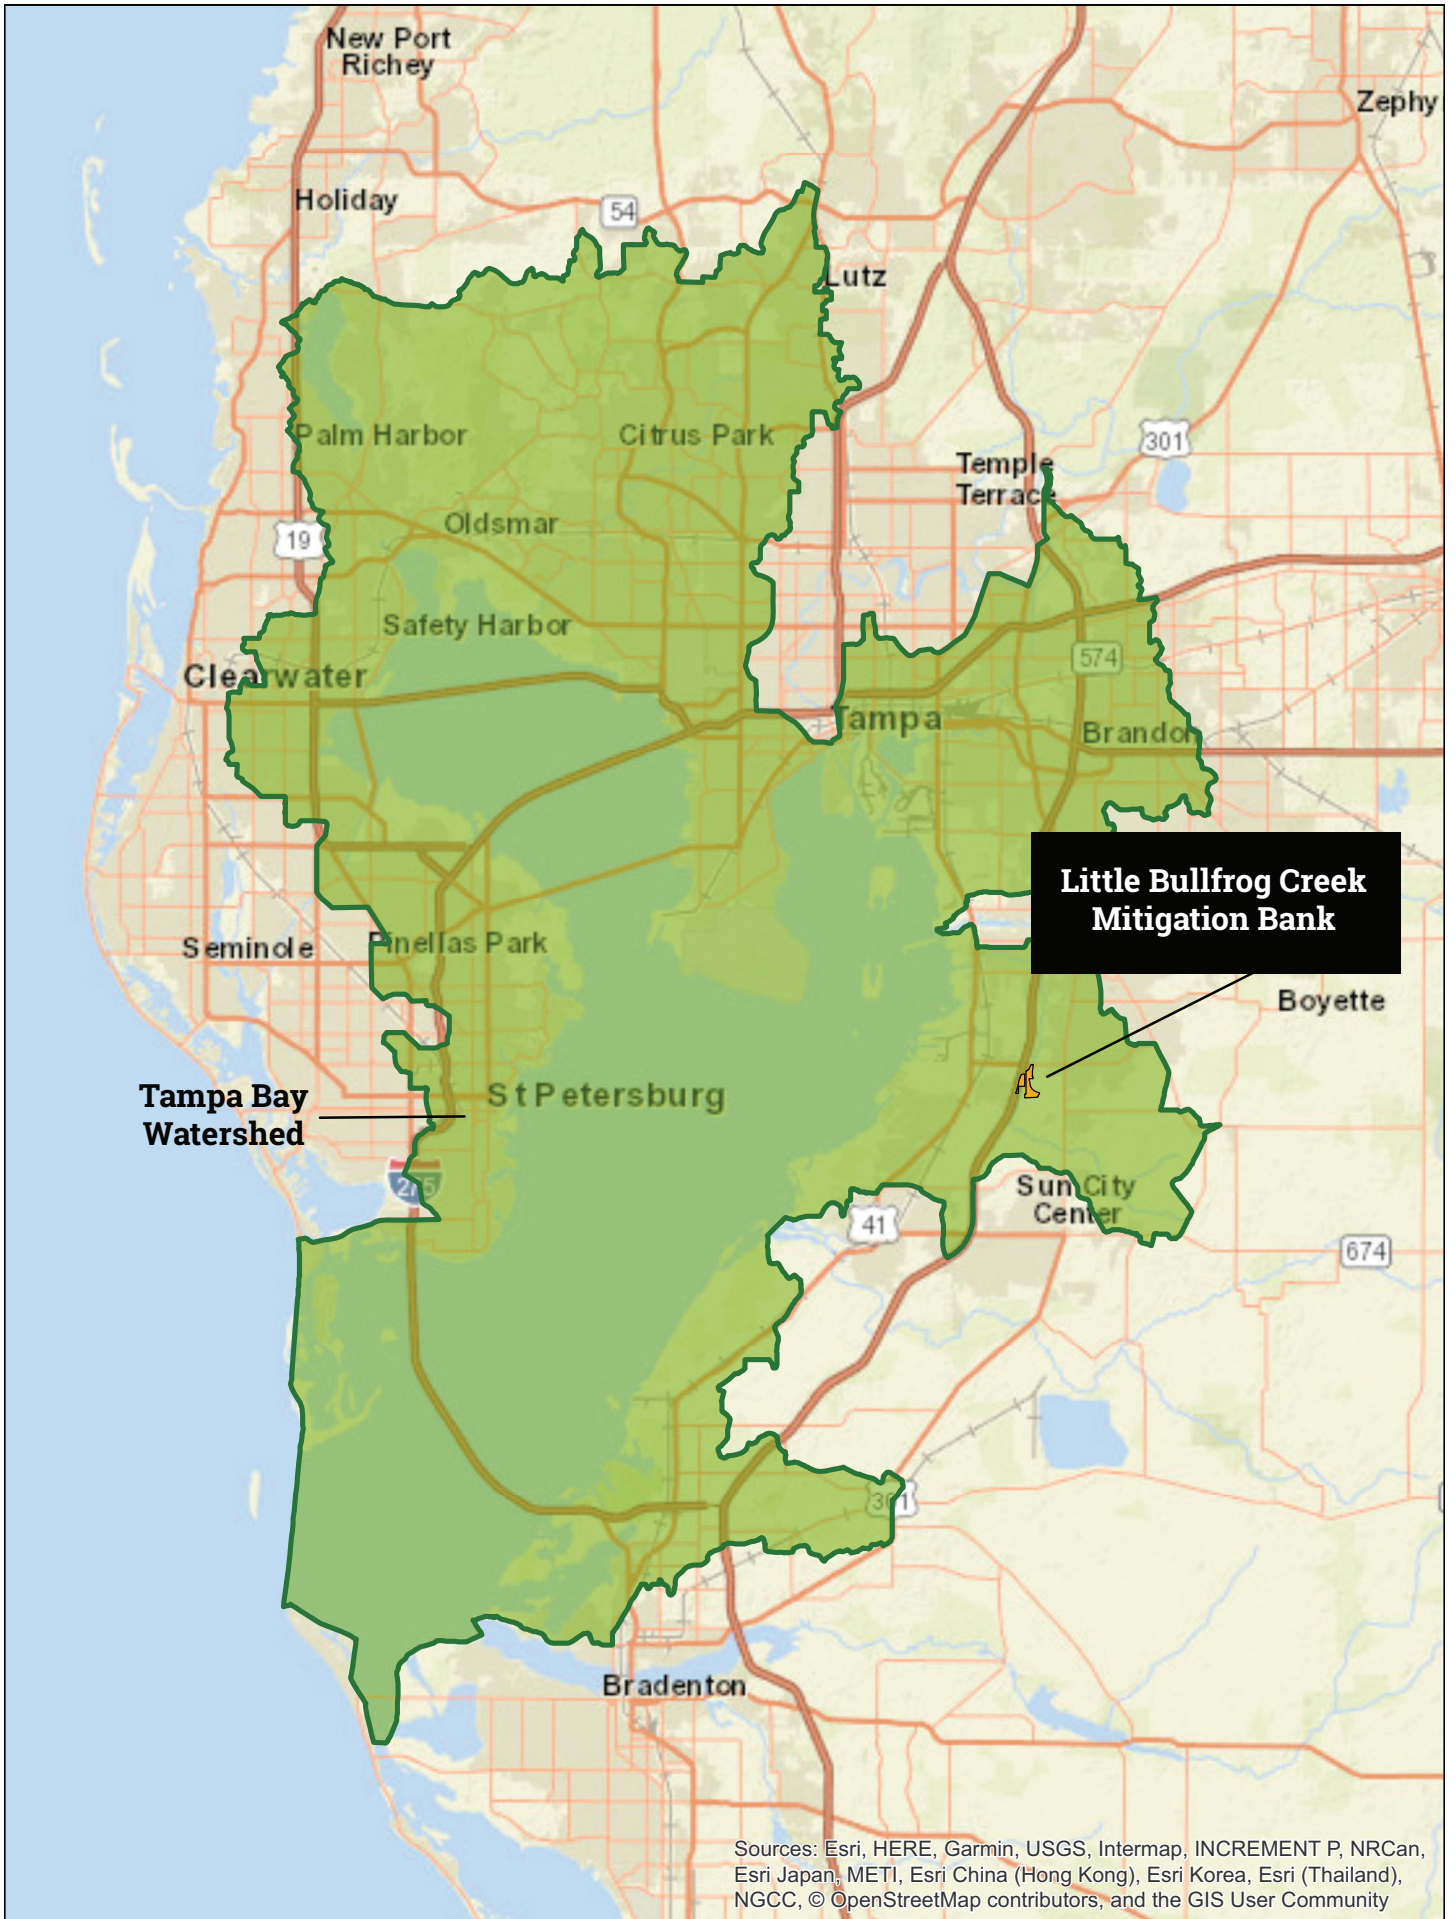 New Port
Richey
Zephy
Holiday
54
Lutz
Palm Harbor
Citrus Park
301
Temple
Terrace
Oldsmar
19
Safety Harbor
574
Clearwater
Tampa
Brandon
Little Bullfrog Creek
Mitigation Bank
Seminole
Pinellas Park
Boyette
Tampa Bay
Watershed
St Petersburg
275
Sun City
Center
41
674
301
Bradenton
Sources: Esri, HERE, Garmin, USGS, Intermap, INCREMENT P, NRCan,
Esri Japan, METI, Esri China (Hong Kong), Esri Korea, Esri (Thailand),
NGCC, © OpenStreetMap contributors, and the GIS User Community